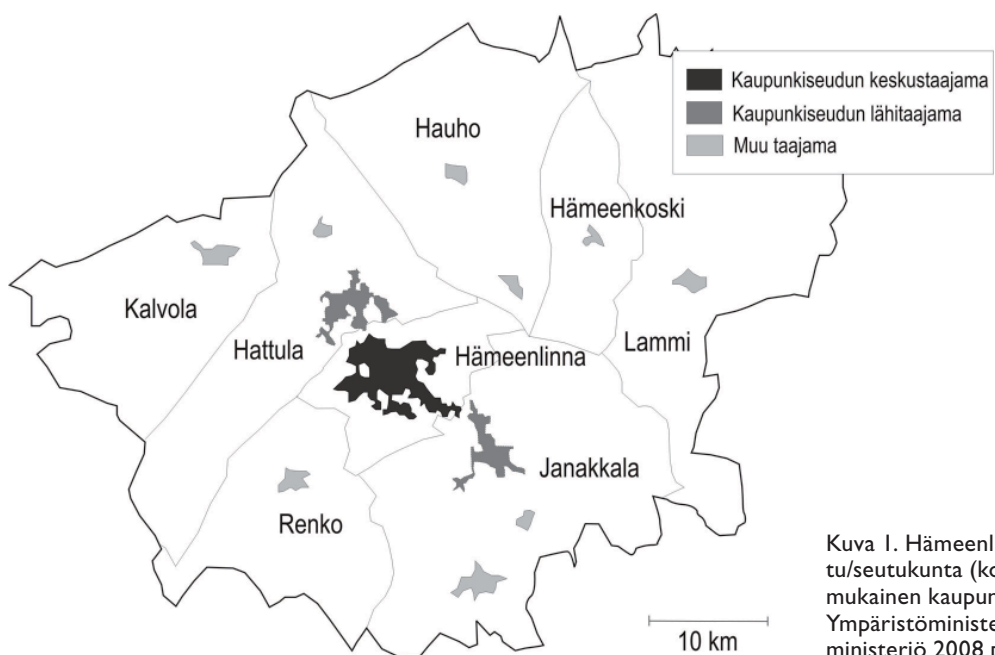 Kaupunkiseudun keskustaajama
Kaupunkiseudun lähitaajama
Muu taajama
Hauho
Hämeenkoski
Kalvola
Hattula
Hämeenlinna
Lammi
Janakkala
Renko
10 km
Kuva 1. Hämeenl
tu/seutukunta (ko
mukainen kaupun
Ympäristöministe
ministeriö 2008